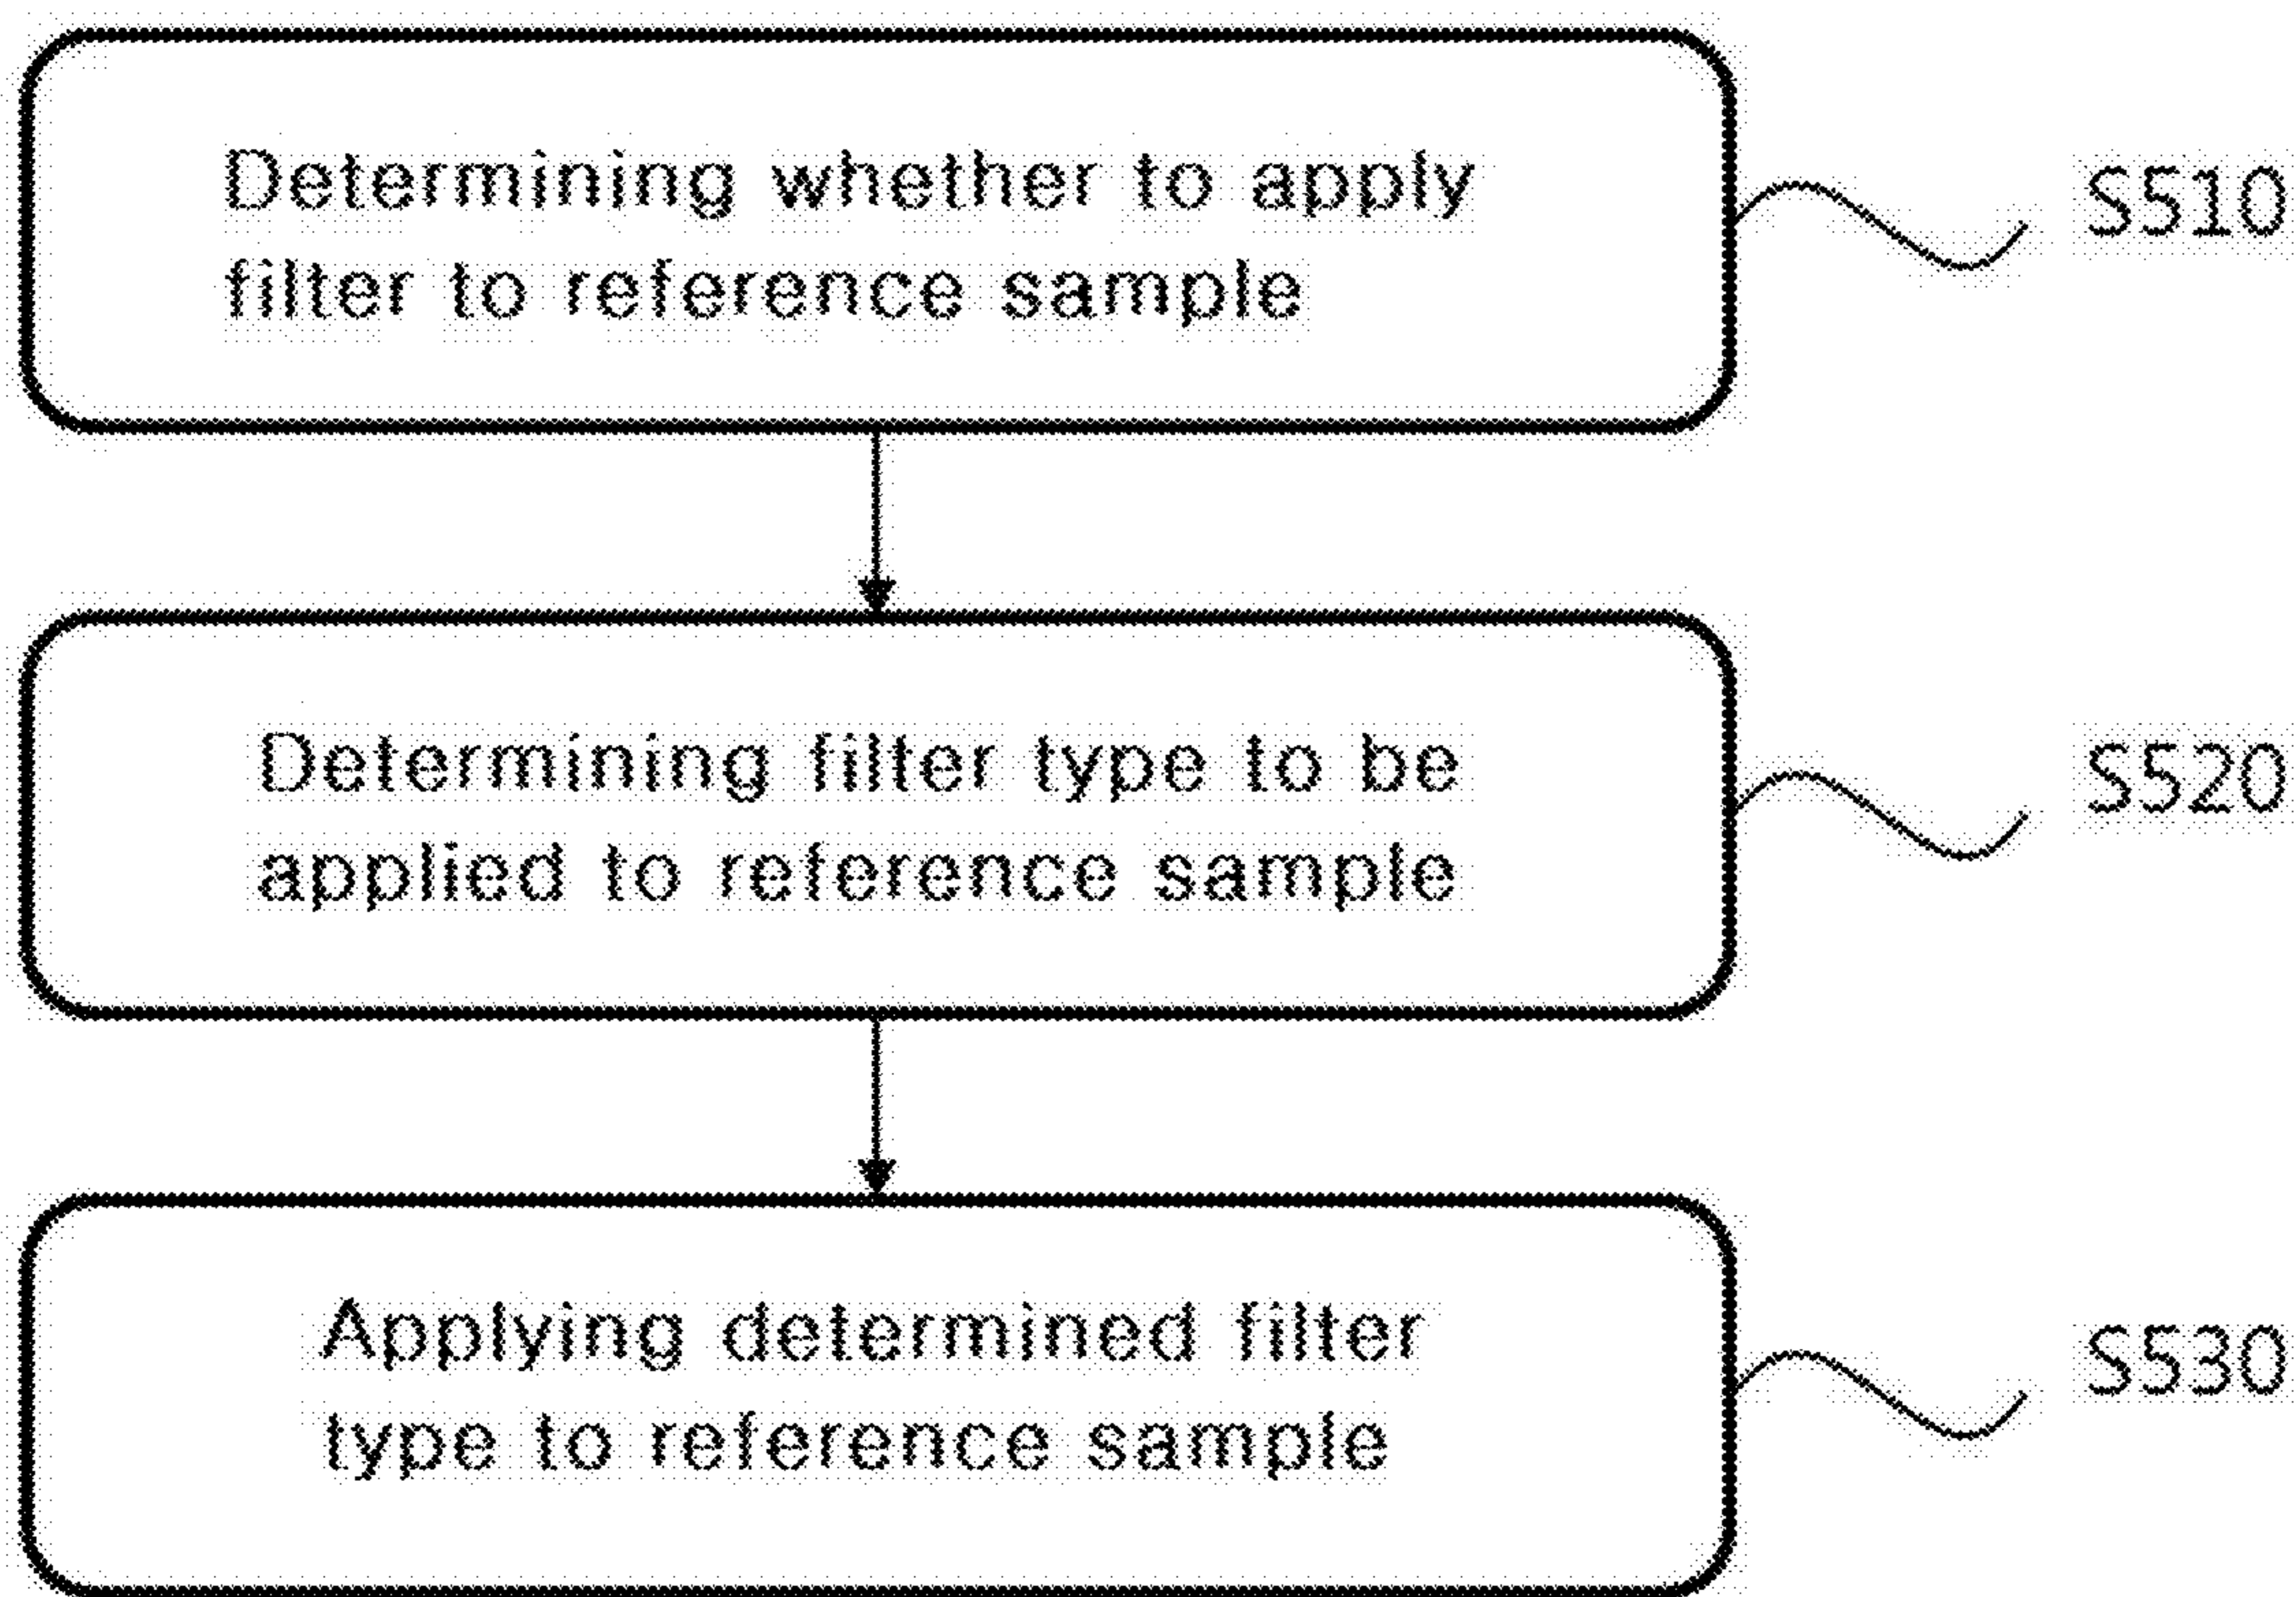 Determining whether to apply
filter to reference sample
S510
Determining filter type to be
applied to reference sample
S520
Applying determined filter
type to reference sample
S530